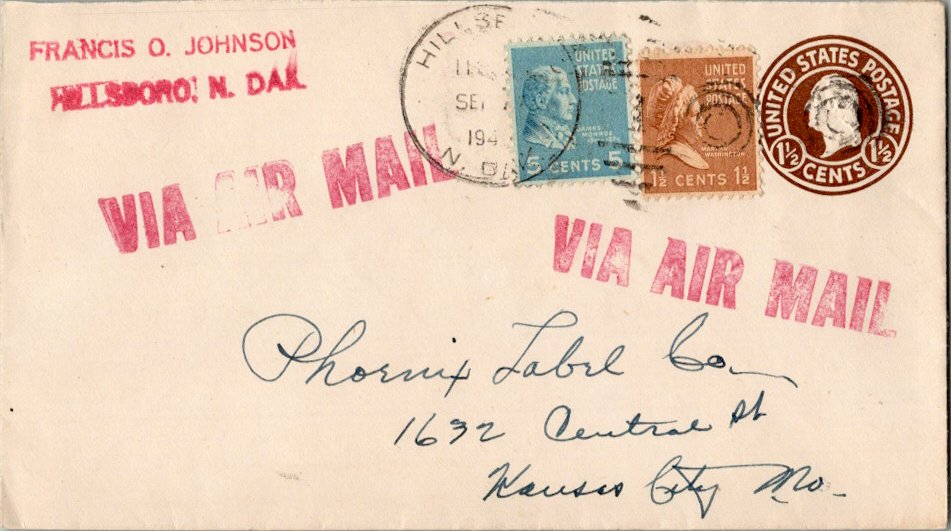 FRANCIS O. JOHNSON
HILLSBORO, N. DAK.
HILLSB
SEP
194
N. DAK
UNITED
STATES
POSTAGE
JAMES
MONROE
5 CENTS 5
UNITED
STATES
POSTAGE
MARTHA
WASHINGTON
1½ CENTS 1½
UNITED STATES POSTAGE
1½ CENTS 1½
VIA AIR MAIL
VIA AIR MAIL
Phoenix Label Co
1632 Central St
Kansas City Mo.